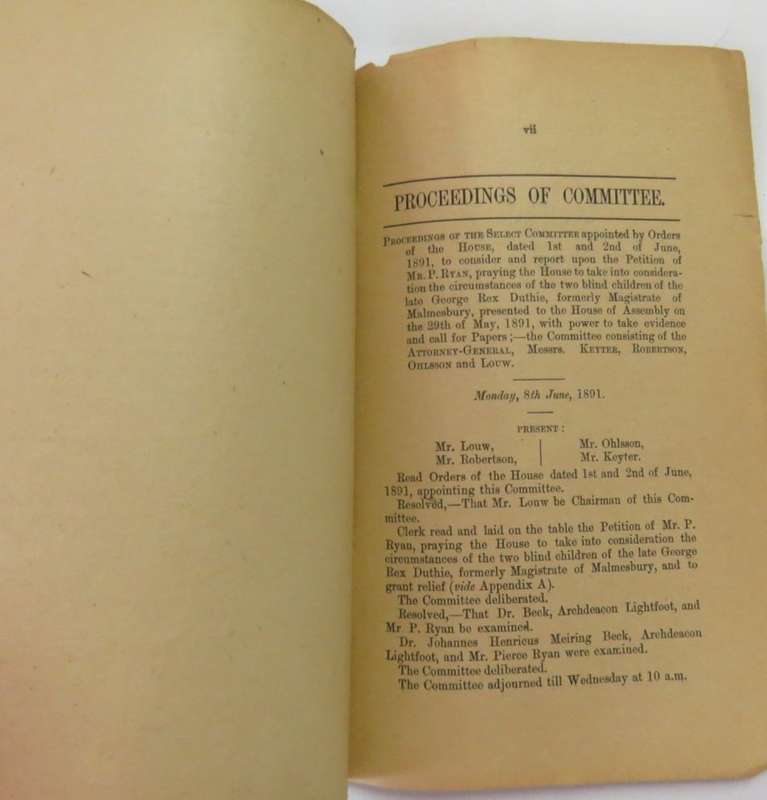 vii
PROCEEDINGS OF COMMITTEE.
PROCEEDINGS OF THE SELECT COMMITTEE appointed by Orders
of the HOUSE, dated 1st and 2nd of June,
1891, to consider and report upon the Petition of
MR. P. RYAN, praying the House to take into considera-
tion the circumstances of the two blind children of the
late George Rex Duthie, formerly Magistrate of
Malmesbury, presented to the House of Assembly on
the 29th of May, 1891, with power to take evidence
and call for Papers;—the Committee consisting of the
ATTORNEY-GENERAL, Messrs. KEYTER, ROBERTSON,
OHLSSON and LOUW.
Monday, 8th June, 1891.
PRESENT:
Mr. Louw, Mr. Ohlsson,
Mr. Robertson, Mr. Keyter.
Read Orders of the House dated 1st and 2nd of June,
1891, appointing this Committee.
Resolved,—That Mr. Louw be Chairman of this Com-
mittee.
Clerk read and laid on the table the Petition of Mr. P.
Ryan, praying the House to take into consideration the
circumstances of the two blind children of the late George
Rex Duthie, formerly Magistrate of Malmesbury, and to
grant relief (vide Appendix A).
The Committee deliberated.
Resolved,—That Dr. Beck, Archdeacon Lightfoot, and
Mr P. Ryan be examined.
Dr. Johannes Henricus Meiring Beck, Archdeacon
Lightfoot, and Mr. Pierce Ryan were examined.
The Committee deliberated.
The Committee adjourned till Wednesday at 10 a.m.